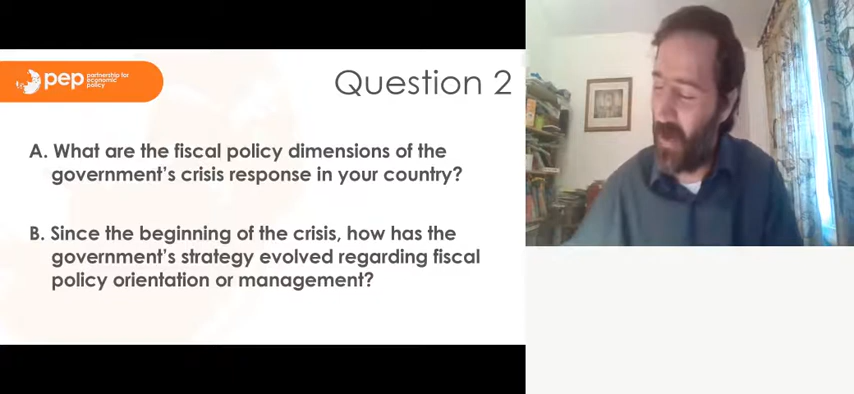 pep partnership for
economic
policy
Question 2
A. What are the fiscal policy dimensions of the
government's crisis response in your country?
B. Since the beginning of the crisis, how has the
government's strategy evolved regarding fiscal
policy orientation or management?